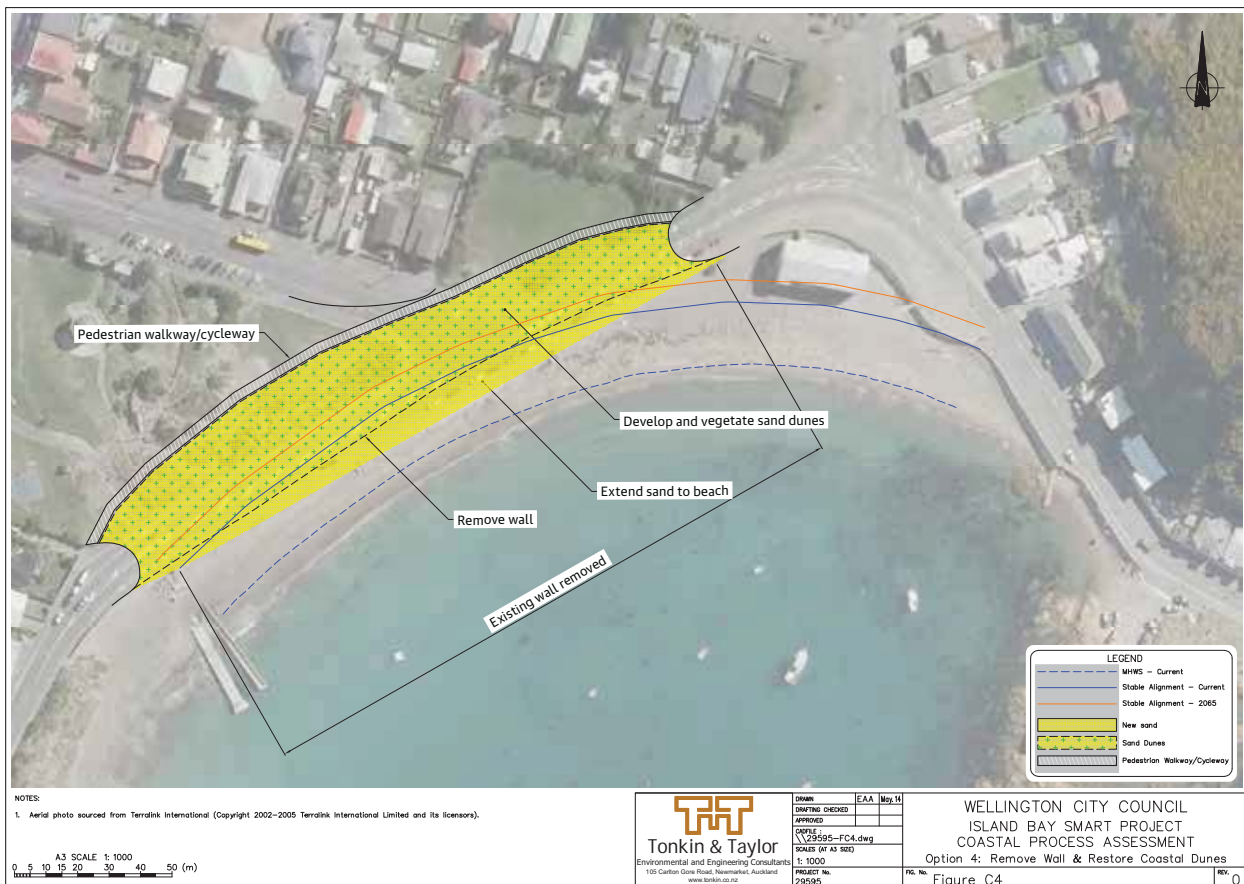 N
Pedestrian walkway/cycleway
Develop and vegetate sand dunes
Extend sand to beach
Remove wall
Existing wall removed
LEGEND
MHWS - Current
Stable Alignment - Current
Stable Alignment - 2065
New sand
Sand Dunes
Pedestrian Walkway/Cycleway
NOTES:
1. Aerial photo sourced from Terralink International (Copyright 2002-2005 Terralink International Limited and its licensors).
A3 SCALE 1: 1000
0 5 10 15 20 30 40 50 (m)
Tonkin & Taylor
Environmental and Engineering Consultants
105 Carlton Gore Road, Newmarket, Auckland
www.tonkin.co.nz
DRAWN EAA May.14
DRAFTING CHECKED
APPROVED
CADFILE :
\\29595-FC4.dwg
SCALES (AT A3 SIZE)
1: 1000
PROJECT No.
29595
WELLINGTON CITY COUNCIL
ISLAND BAY SMART PROJECT
COASTAL PROCESS ASSESSMENT
Option 4: Remove Wall & Restore Coastal Dunes
FIG. No. Figure C4
REV. 0